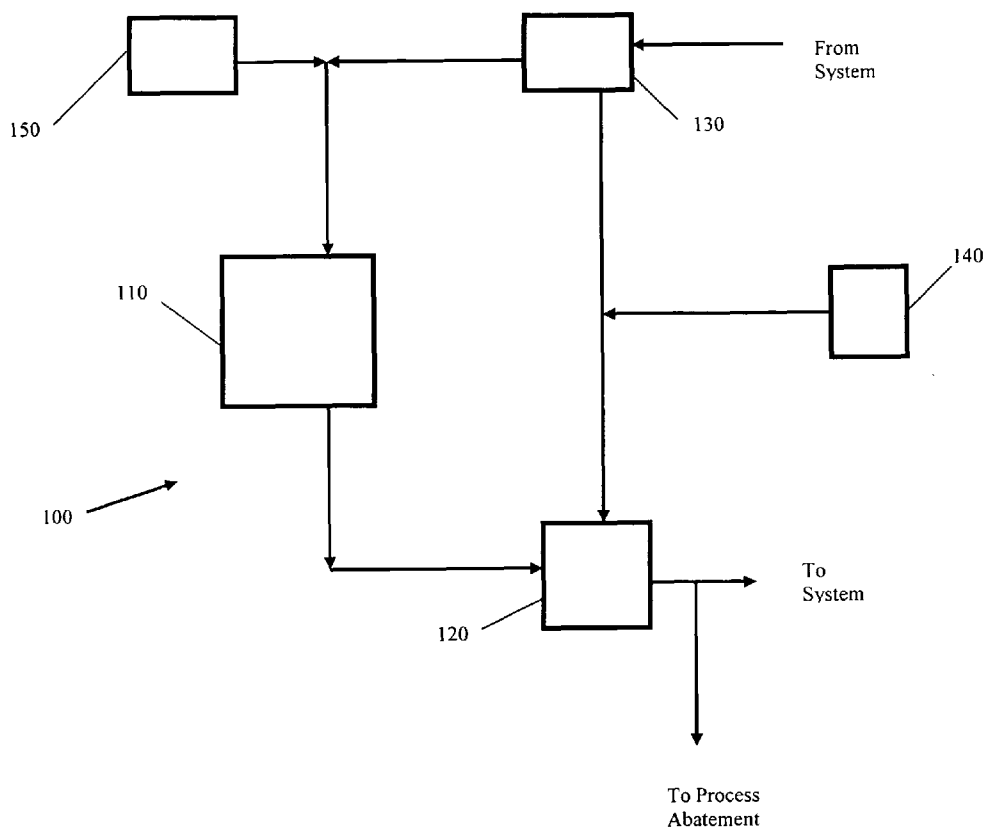 From
System
150
130
140
110
100
To
System
120
To Process
Abatement